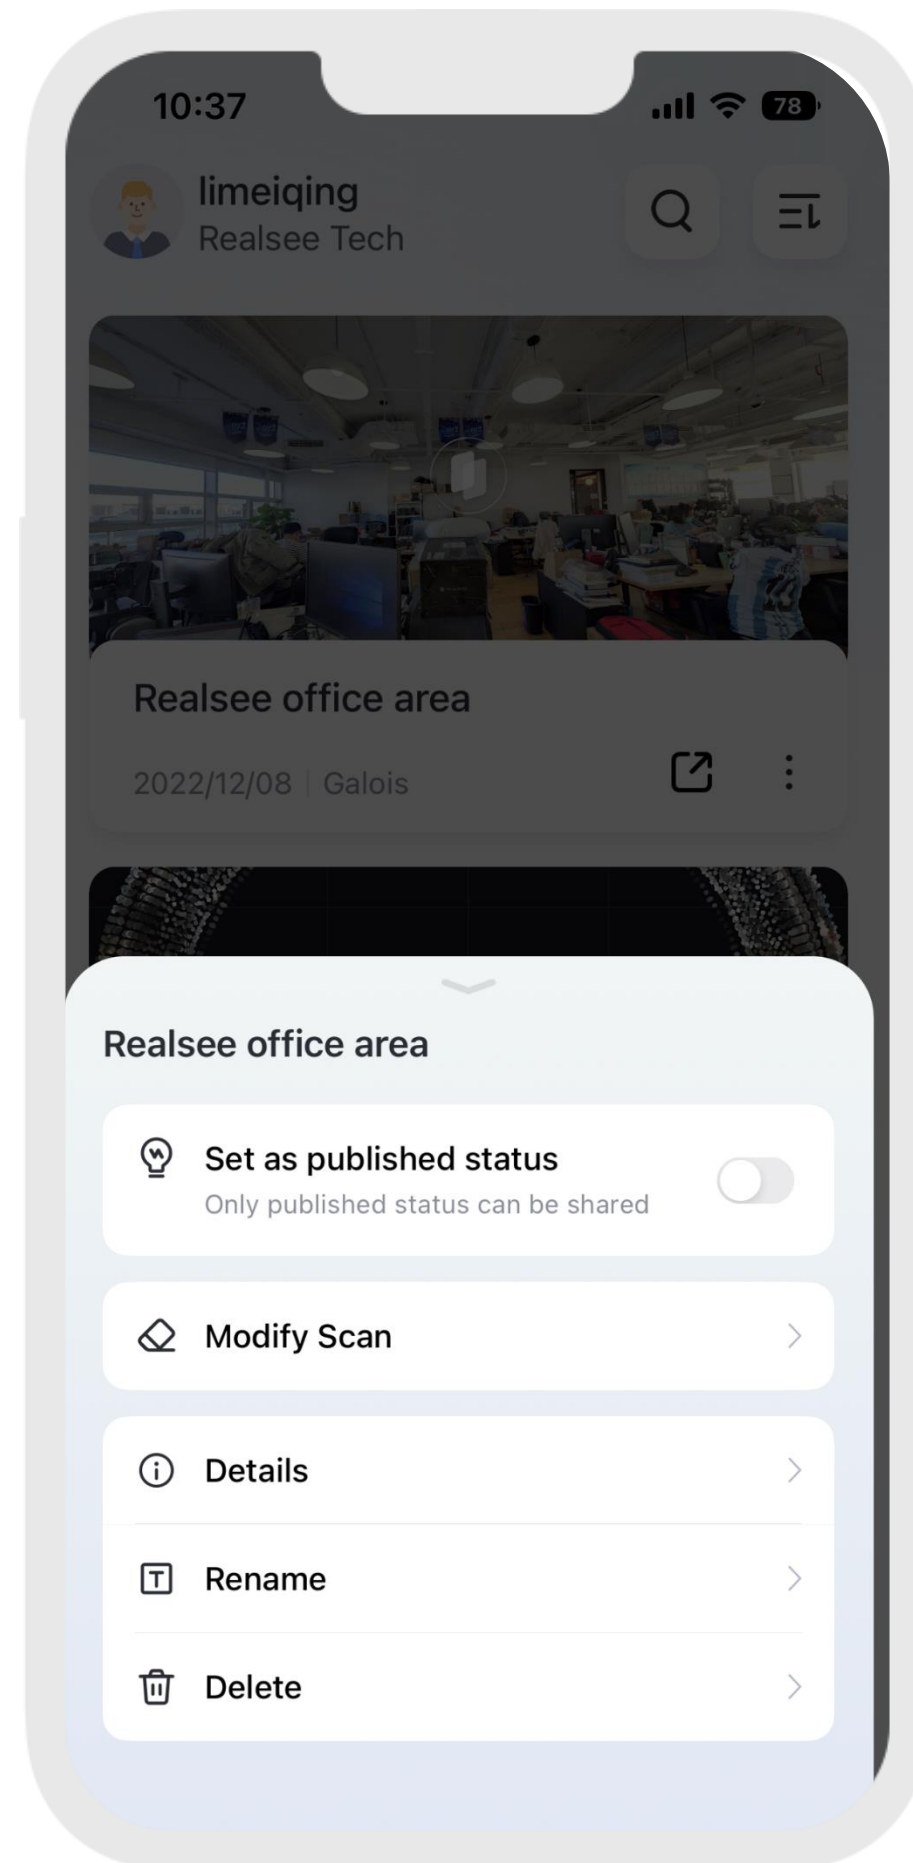 10:37
78
limeiqing
Realsee Tech
Realsee office area
2022/12/08 | Galois
Realsee office area
Set as published status
Only published status can be shared
Modify Scan
Details
Rename
Delete